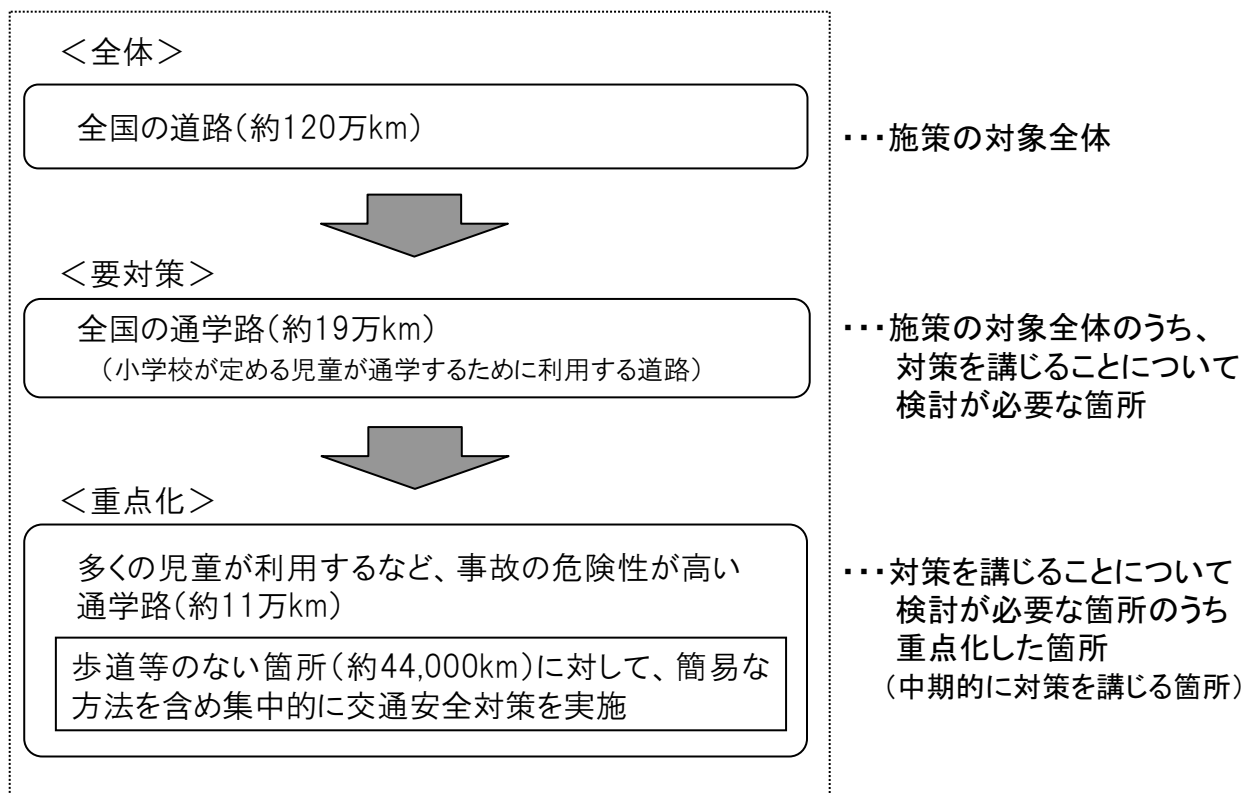 ＜全体＞
全国の道路(約120万km)
・・・施策の対象全体
＜要対策＞
全国の通学路(約19万km)
(小学校が定める児童が通学するために利用する道路)
・・・施策の対象全体のうち、
対策を講じることについて
検討が必要な箇所
＜重点化＞
多くの児童が利用するなど、事故の危険性が高い
通学路(約11万km)
歩道等のない箇所(約44,000km)に対して、簡易な
方法を含め集中的に交通安全対策を実施
・・・対策を講じることについて
検討が必要な箇所のうち
重点化した箇所
(中期的に対策を講じる箇所)